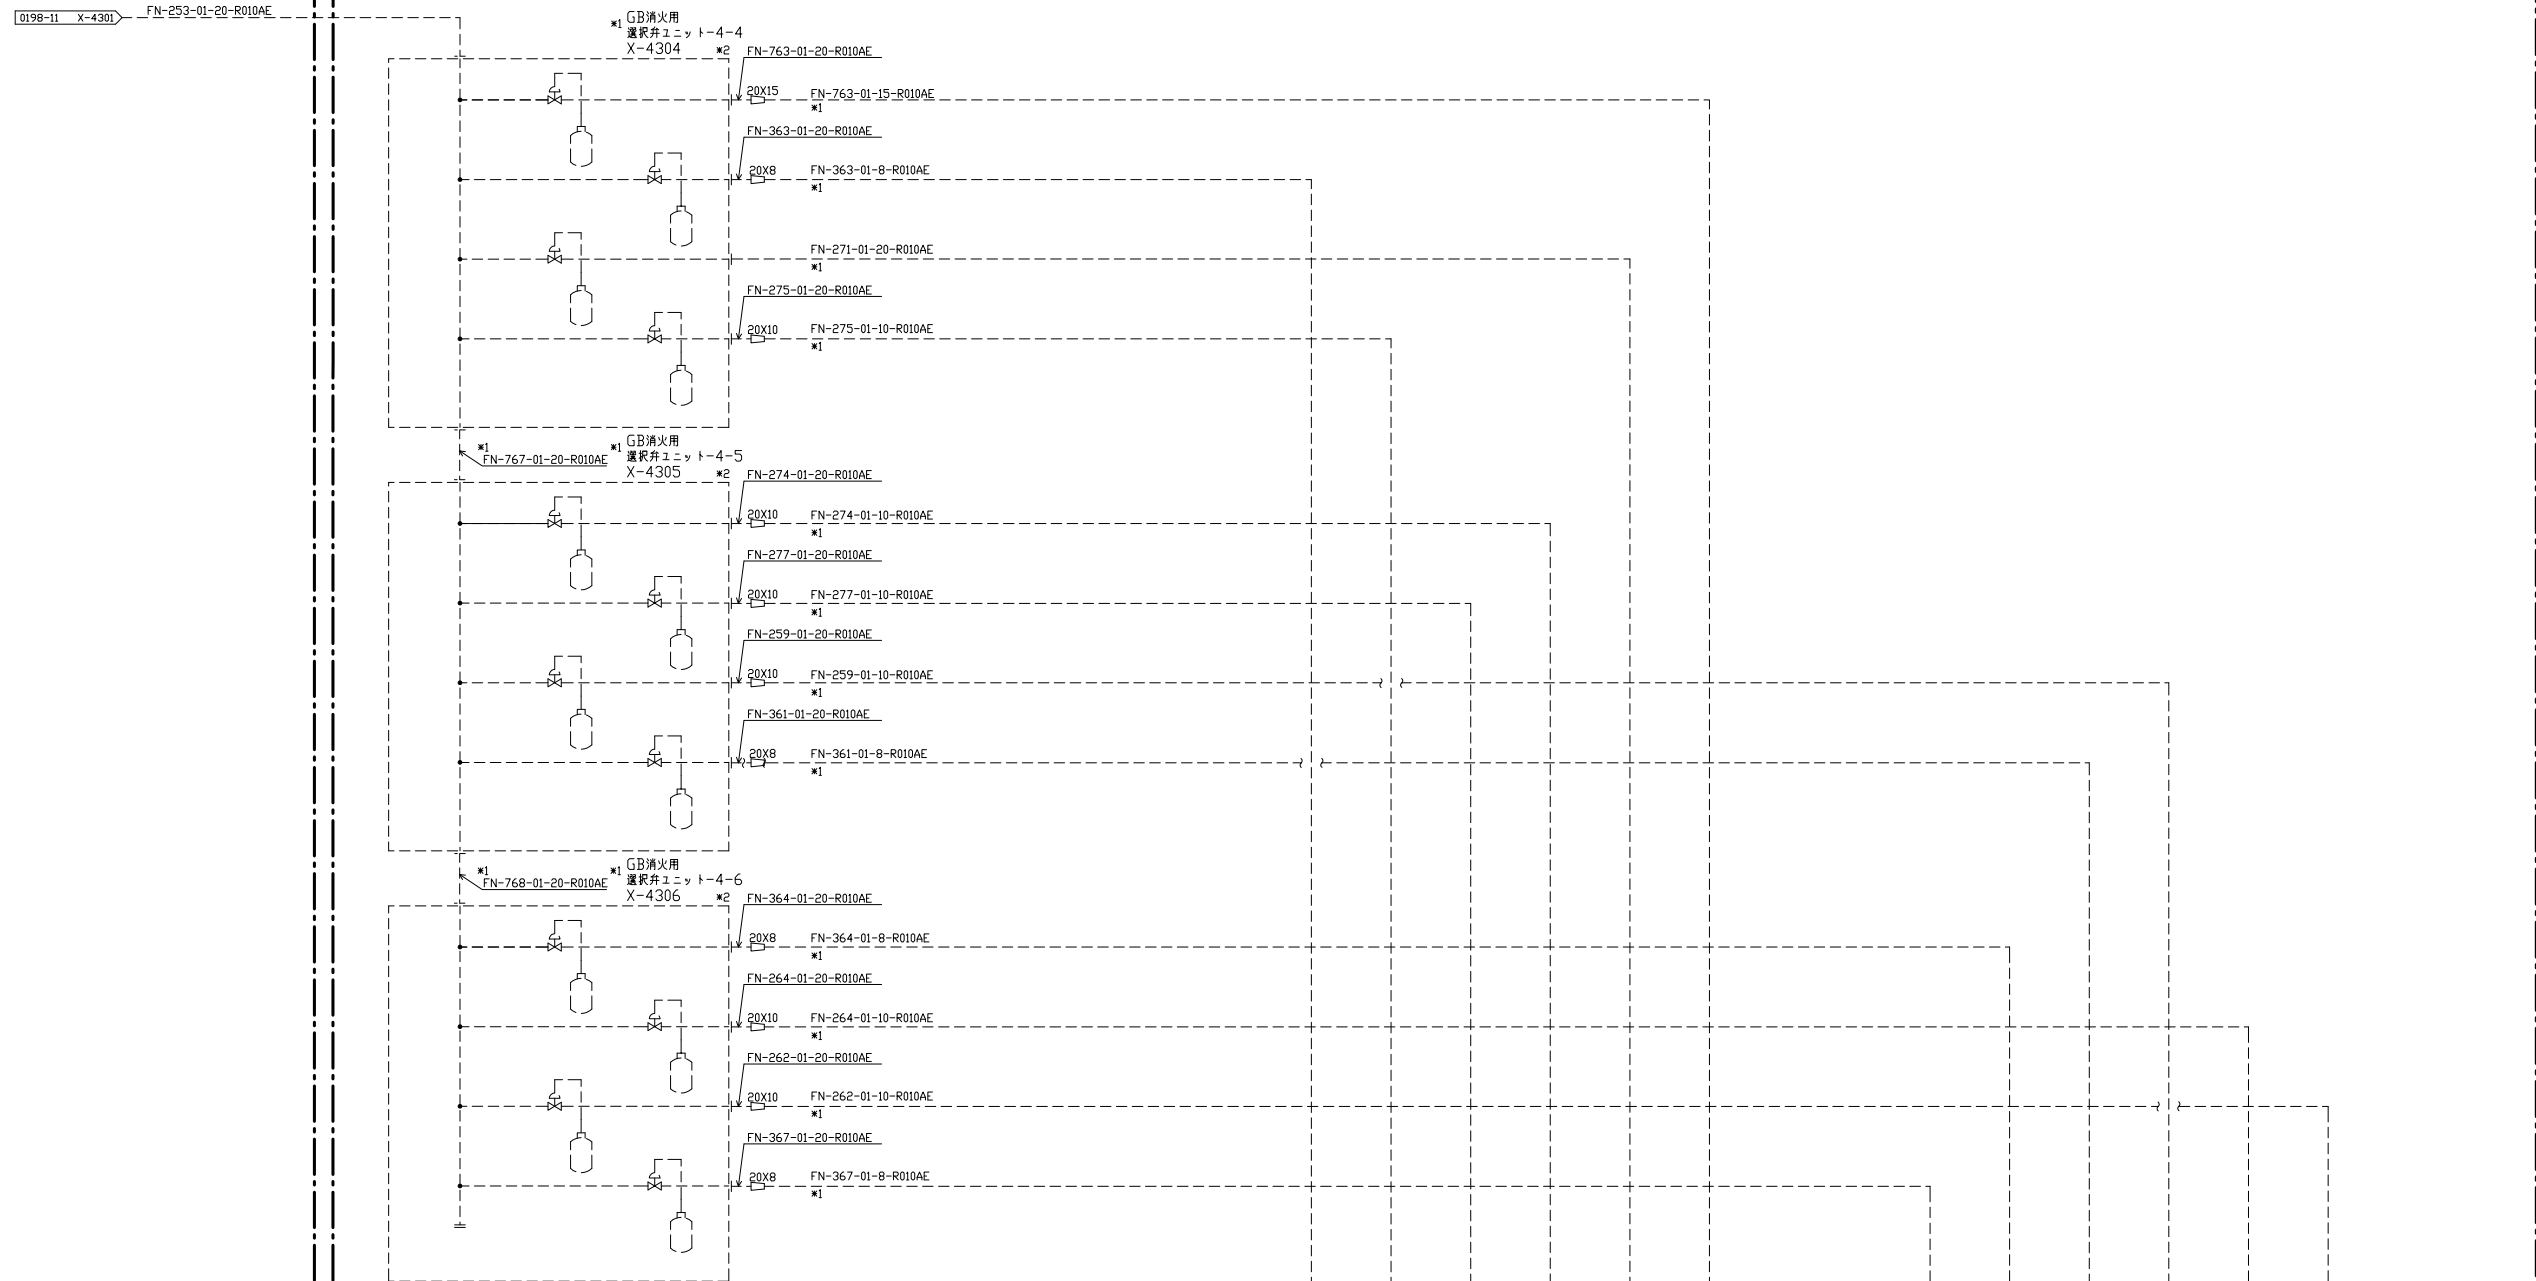 0198-11 X-4301
FN-253-01-20-R010AE
*1 GB消火用
選択弁ユニット-4-4
X-4304 *2
FN-763-01-20-R010AE
20X15 FN-763-01-15-R010AE
*1
FN-363-01-20-R010AE
20X8 FN-363-01-8-R010AE
*1
FN-271-01-20-R010AE
*1
FN-275-01-20-R010AE
20X10 FN-275-01-10-R010AE
*1
*1
FN-767-01-20-R010AE
*1 GB消火用
選択弁ユニット-4-5
X-4305 *2
FN-274-01-20-R010AE
20X10 FN-274-01-10-R010AE
*1
FN-277-01-20-R010AE
20X10 FN-277-01-10-R010AE
*1
FN-259-01-20-R010AE
20X10 FN-259-01-10-R010AE
*1
FN-361-01-20-R010AE
20X8 FN-361-01-8-R010AE
*1
*1
FN-768-01-20-R010AE
*1 GB消火用
選択弁ユニット-4-6
X-4306 *2
FN-364-01-20-R010AE
20X8 FN-364-01-8-R010AE
*1
FN-264-01-20-R010AE
20X10 FN-264-01-10-R010AE
*1
FN-262-01-20-R010AE
20X10 FN-262-01-10-R010AE
*1
FN-367-01-20-R010AE
20X8 FN-367-01-8-R010AE
*1